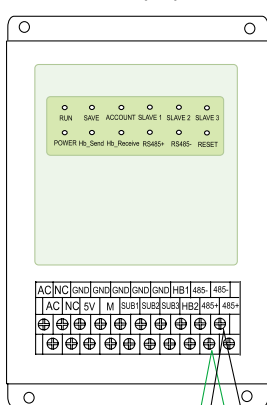 RUN SAVE ACCOUNT SLAVE 1 SLAVE 2 SLAVE 3
POWER Hb_Send Hb_Receive RS485+ RS485- RESET
AC NC GND GND GND GND GND HB1 485- 485-
AC NC 5V M SUB1 SUB2 SUB3 HB2 485+ 485+